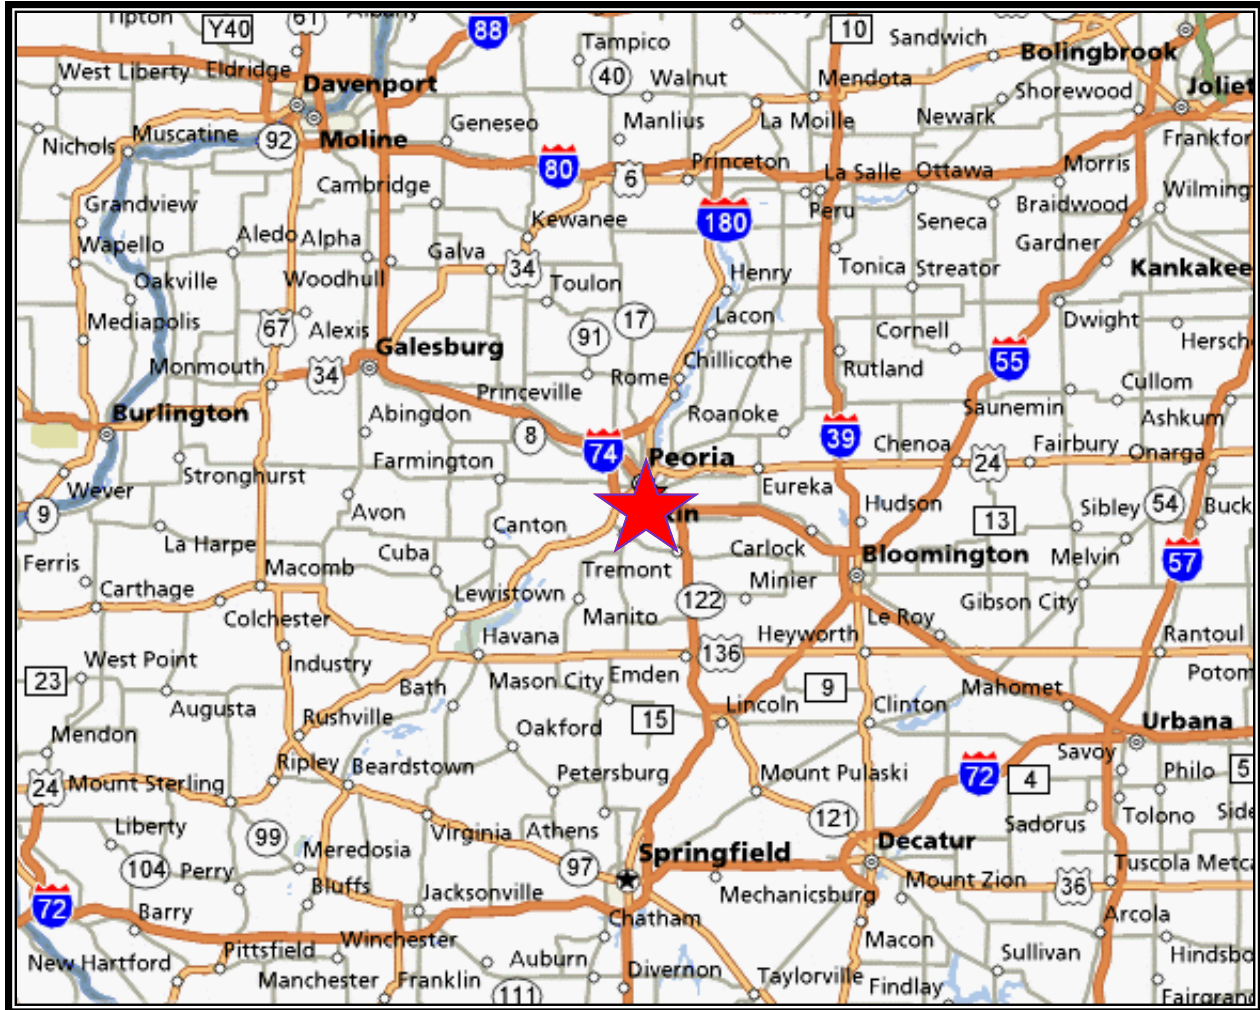 Tipton
Y40
61
Albany
88
Tampico
10
Sandwich
Bolingbrook
West Liberty
Eldridge
Davenport
40
Walnut
Mendota
Shorewood
Joliet
Nichols
Muscatine
92
Moline
Geneseo
Manlius
La Moille
Newark
Frankfor
80
6
Princeton
La Salle
Ottawa
Morris
Cambridge
Grandview
Kewanee
180
Peru
Seneca
Braidwood
Wilming
Wapello
Aledo
Alpha
Galva
34
Gardner
Oakville
Woodhull
Toulon
Henry
Tonica
Streator
Kankakee
Mediapolis
67
Alexis
91
17
Lacon
Cornell
Dwight
Hersch
Monmouth
34
Galesburg
Princeville
Rome
Chillicothe
Rutland
55
Cullom
Burlington
Abingdon
8
74
Roanoke
39
Saunemin
Ashkum
Chenoa
24
Fairbury
Onarga
Stronghurst
Farmington
Peoria
Eureka
Wever
9
Avon
Canton
kin
Hudson
13
Sibley
54
Buck
La Harpe
Cuba
Carlock
Bloomington
Melvin
57
Ferris
Carthage
Macomb
Lewistown
Tremont
Minier
122
Gibson City
Colchester
Manito
Le Roy
Havana
Heyworth
Rantoul
West Point
Industry
136
Potom
23
Bath
Mason City
Emden
9
Mahomet
Augusta
Rushville
15
Lincoln
Clinton
Urbana
Mendon
Oakford
Savoy
24
Mount Sterling
Ripley
Beardstown
Petersburg
Mount Pulaski
72
4
Philo
5
Liberty
99
Virginia
Athens
121
Sadorus
Tolono
Side
104
Perry
Meredosia
97
Springfield
Decatur
Tuscola
Metc
72
Bluffs
Jacksonville
Mechanicsburg
Mount Zion
36
Barry
Chatham
Arcola
Pittsfield
Winchester
Macon
Sullivan
Hindsbo
New Hartford
Manchester
Franklin
Auburn
Divernon
Taylorville
Findlay
111
Fairgran